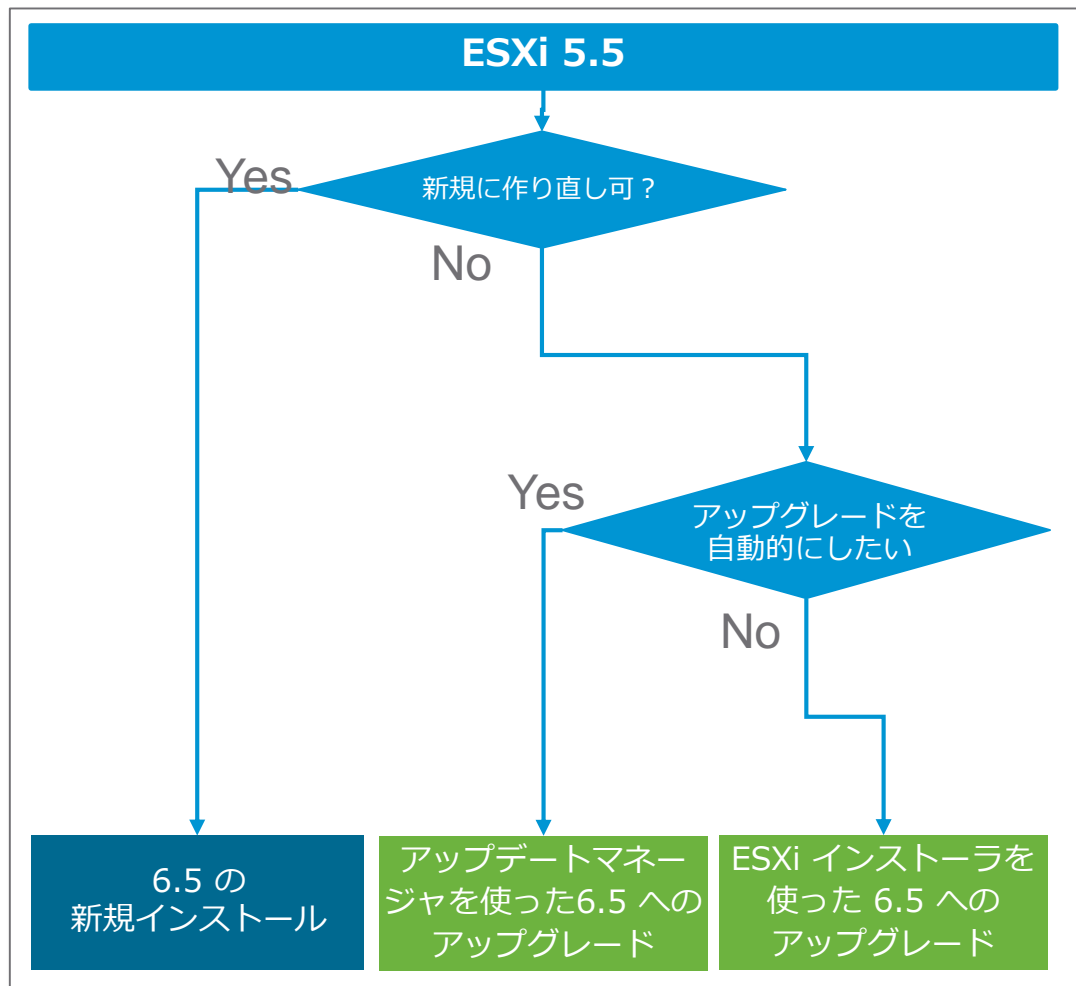 ESXi 5.5
Yes
新規に作り直し可？
No
Yes
アップグレードを
自動的にしたい
No
6.5 の
新規インストール
アップデートマネー
ジャを使った6.5 への
アップグレード
ESXi インストーラを
使った 6.5 への
アップグレード